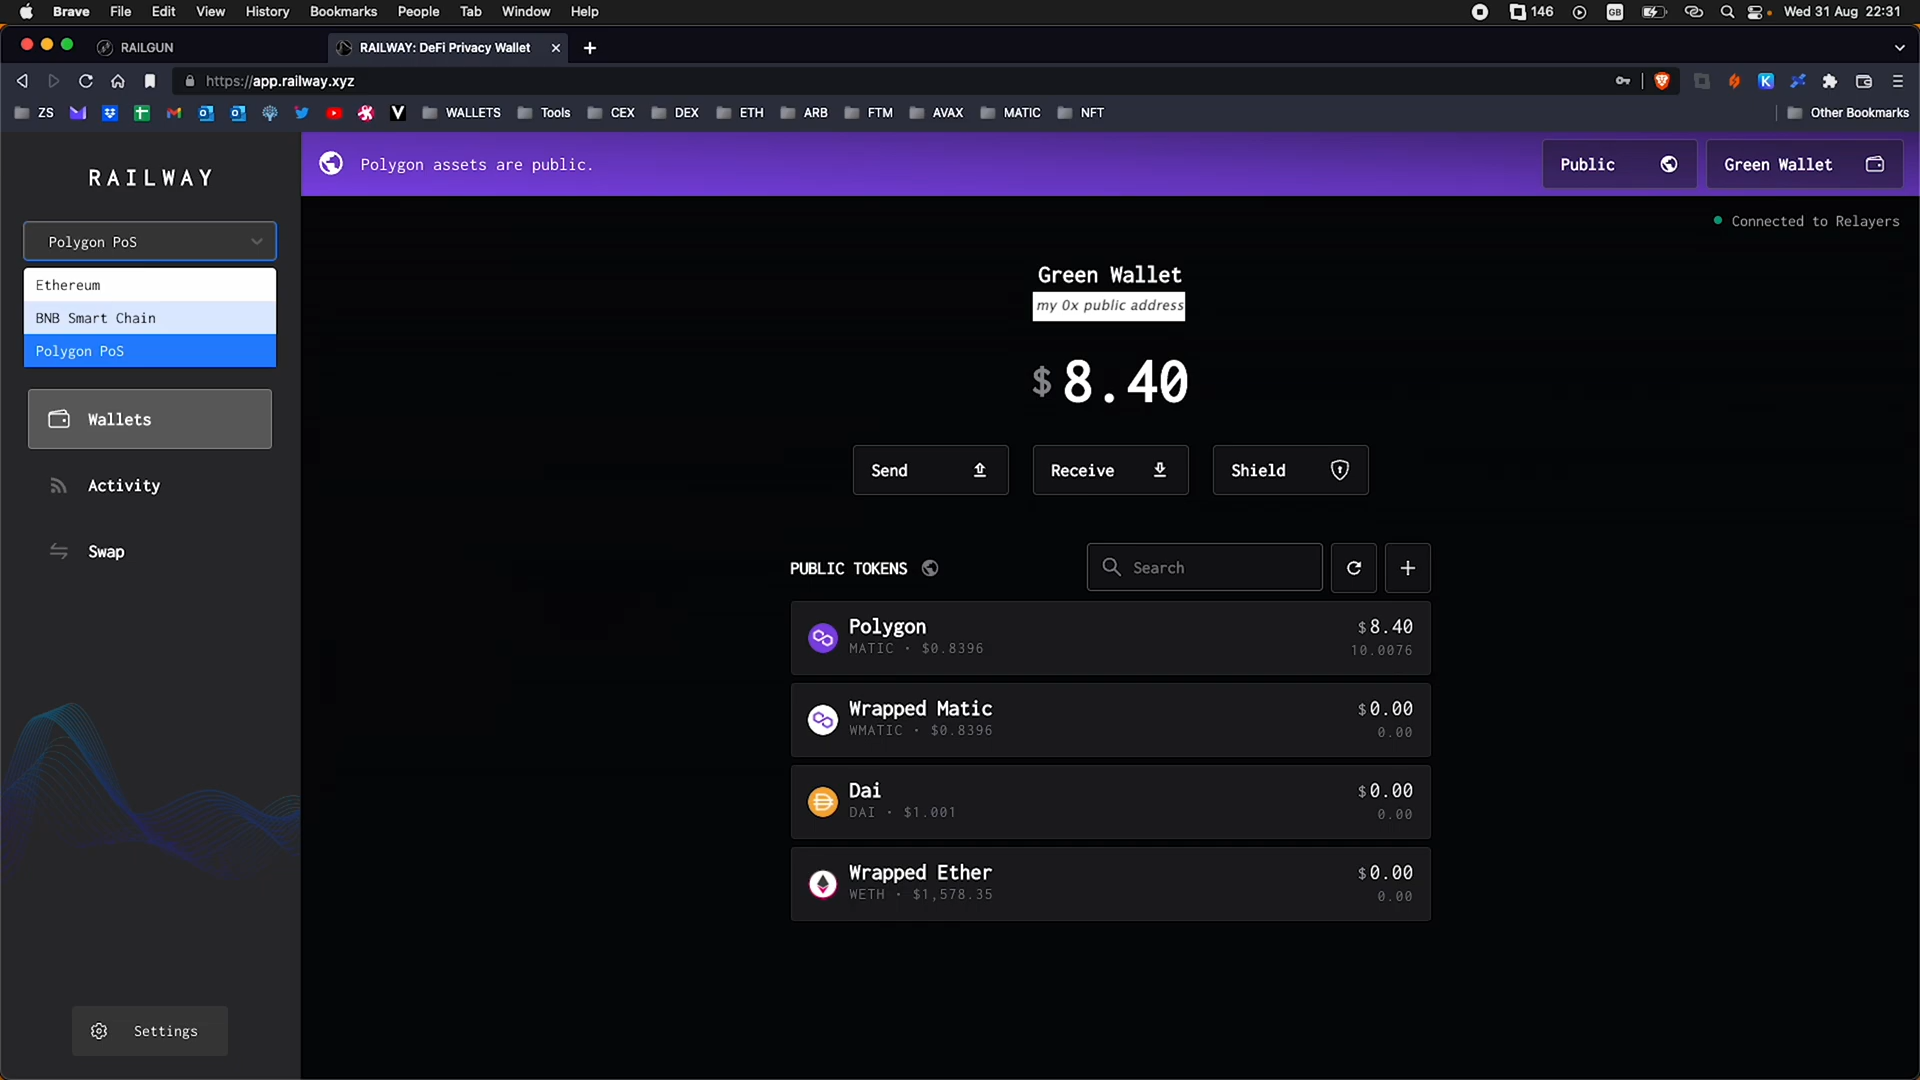 Brave File Edit View History Bookmarks People Tab Window Help 146 GB Wed 31 Aug 22:31
RAILGUN RAILWAY: DeFi Privacy Wallet
https://app.railway.xyz
ZS WALLETS Tools CEX DEX ETH ARB FTM AVAX MATIC NFT Other Bookmarks
RAILWAY
Polygon assets are public. Public Green Wallet
Connected to Relayers
Polygon PoS
Ethereum
BNB Smart Chain
Polygon PoS
Wallets
Activity
Swap
Settings
Green Wallet
my 0x public address
$8.40
Send Receive Shield
PUBLIC TOKENS Search
Polygon $8.40
MATIC • $0.8396 10.0076
Wrapped Matic $0.00
WMATIC • $0.8396 0.00
Dai $0.00
DAI • $1.001 0.00
Wrapped Ether $0.00
WETH • $1,578.35 0.00